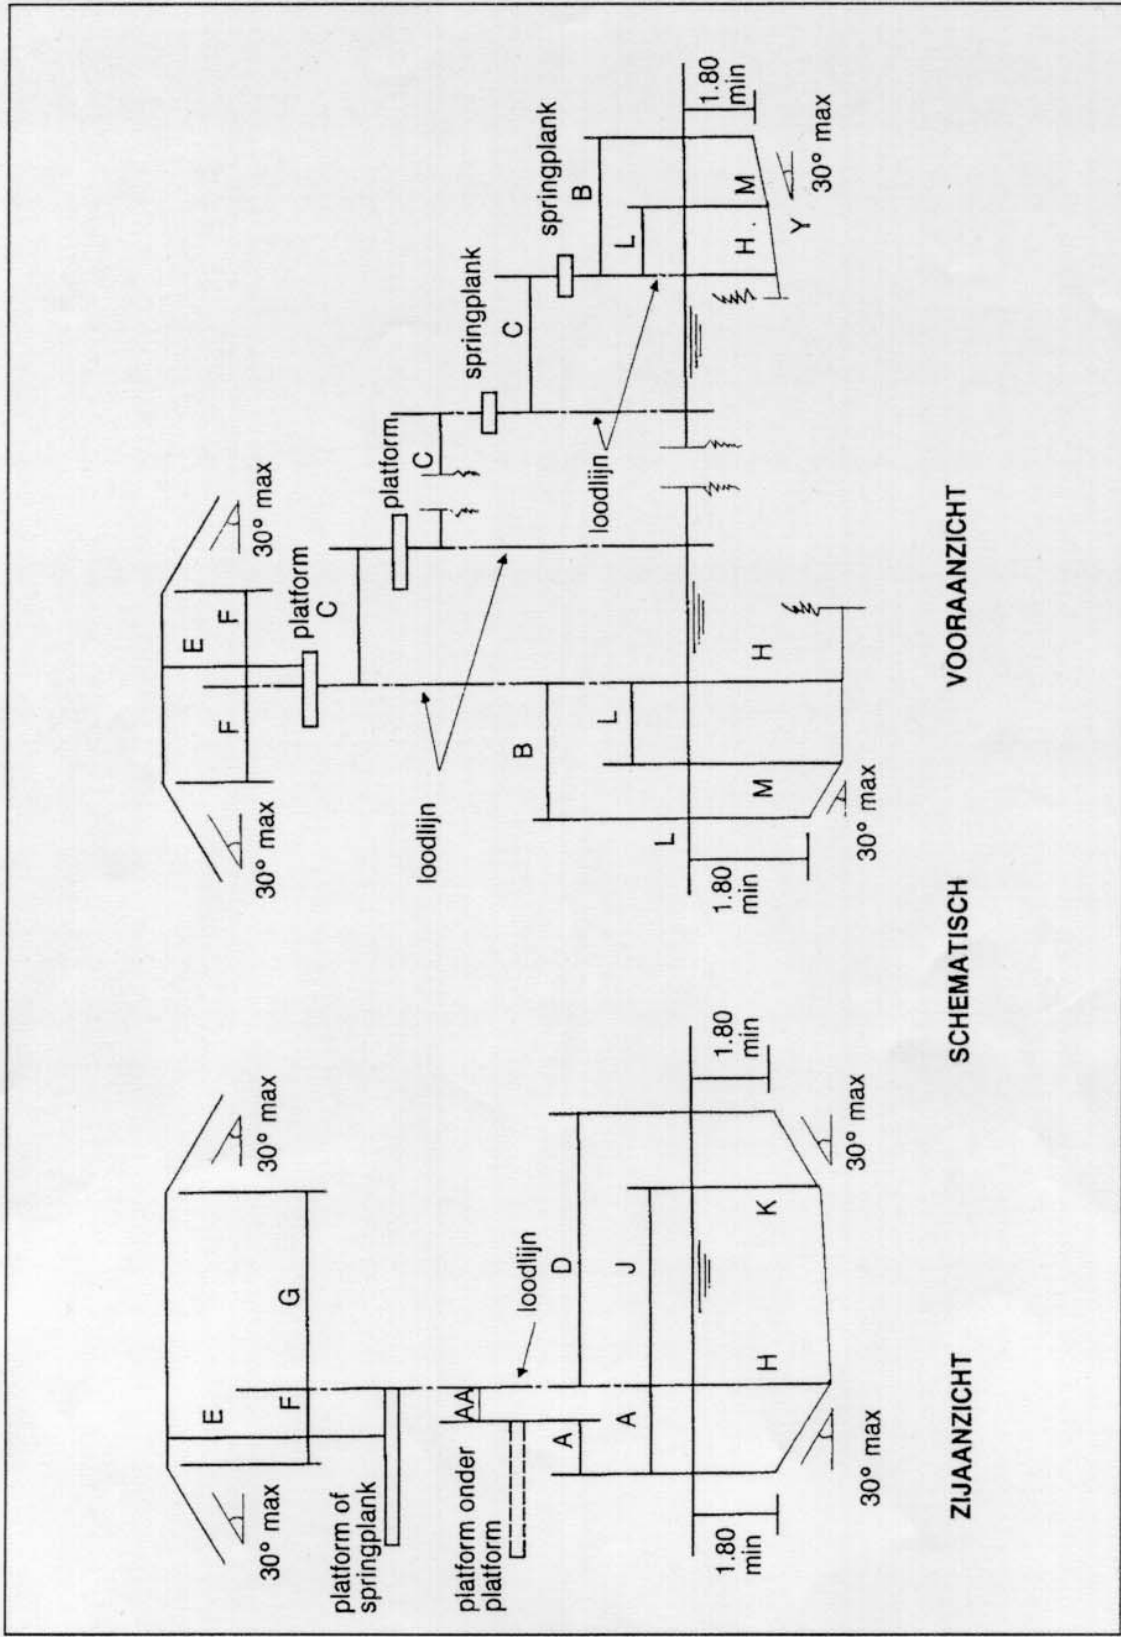 30° max
30° max
E
F
G
platform of
springplank
platform onder
platform
AA
loodlijn
A
D
A
J
H
K
1.80
min
1.80
min
30° max
30° max
ZIJAANZICHT
SCHEMATISCH
30° max
30° max
F
E
F
platform
C
platform
C
springplank
C
springplank
loodlijn
loodlijn
B
L
B
L
L
M
H
H
M
Y
1.80
min
1.80
min
30° max
30° max
VOORAANZICHT